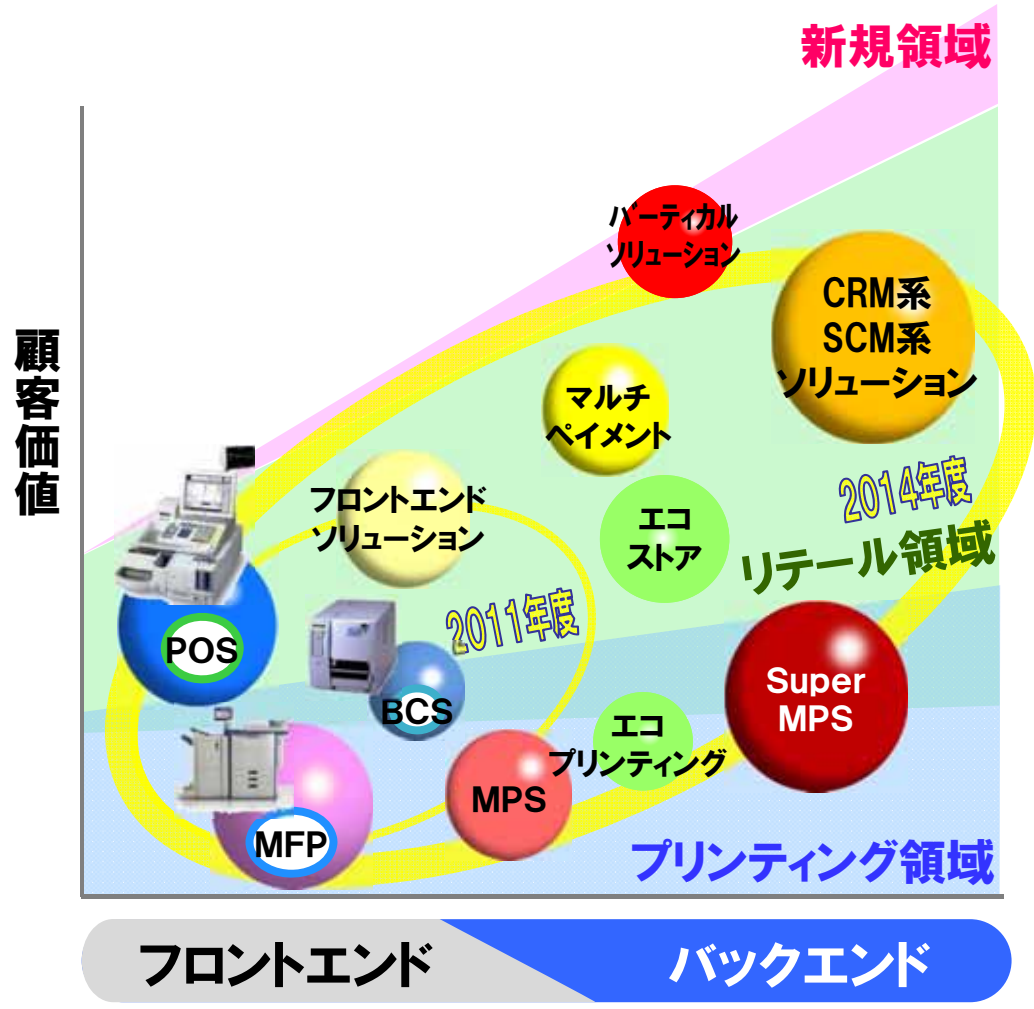 新規領域
バーティカル
ソリューション
CRM系
SCM系
ソリューション
顧客価値
マルチ
ペイメント
2014年度
フロントエンド
ソリューション
エコ
ストア
リテール領域
2011年度
POS
BCS
Super
MPS
エコ
プリンティング
MPS
MFP
プリンティング領域
フロントエンド
バックエンド